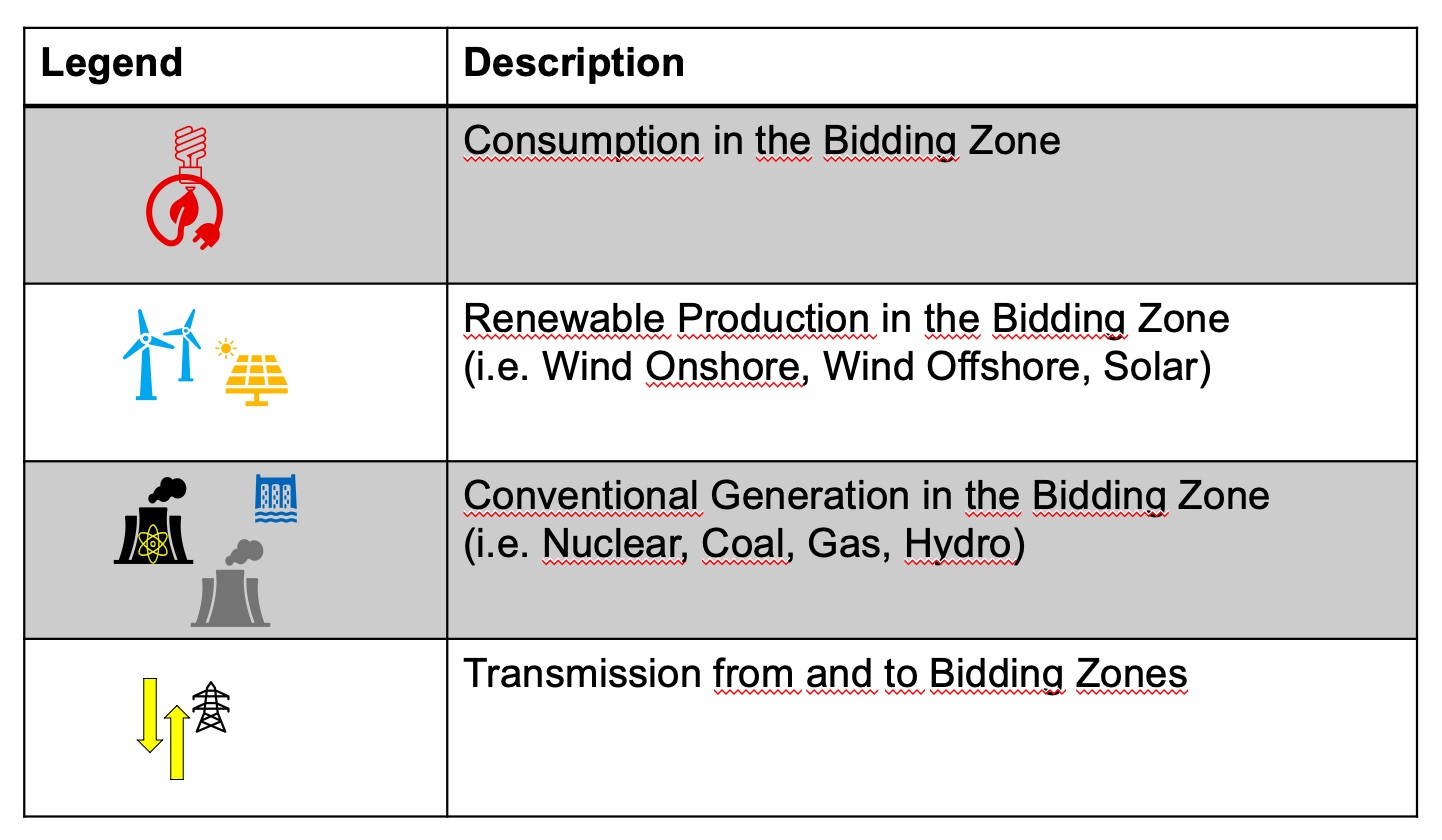 Legend
Description
Consumption in the Bidding Zone
Renewable Production in the Bidding Zone
(i.e. Wind Onshore, Wind Offshore, Solar)
Conventional Generation in the Bidding Zone
(i.e. Nuclear, Coal, Gas, Hydro)
Transmission from and to Bidding Zones